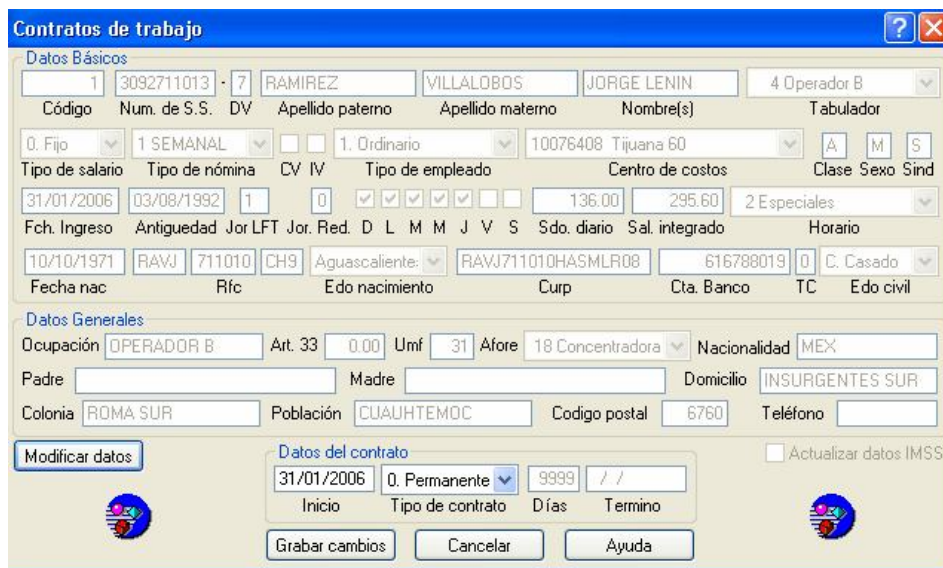 Contratos de trabajo
Datos Básicos
1 3092711013 - 7 RAMIREZ VILLALOBOS JORGE LENIN 4 Operador B
Código Num. de S.S. DV Apellido paterno Apellido materno Nombre(s) Tabulador
0. Fijo 1 SEMANAL 1. Ordinario 10076408 Tijuana 60 A M S
Tipo de salario Tipo de nómina CV IV Tipo de empleado Centro de costos Clase Sexo Sind
31/01/2006 03/08/1992 1 0 136.00 295.60 2 Especiales
Fch. Ingreso Antiguedad Jor LFT Jor. Red. D L M M J V S Sdo. diario Sal. integrado Horario
10/10/1971 RAVJ 711010 CH9 Aguascaliente: RAVJ711010HASMLR08 616788019 0 C. Casado
Fecha nac Rfc Edo nacimiento Curp Cta. Banco TC Edo civil
Datos Generales
Ocupación OPERADOR B Art. 33 0.00 Umf 31 Afore 18 Concentradora Nacionalidad MEX
Padre Madre Domicilio INSURGENTES SUR
Colonia ROMA SUR Población CUAUHTEMOC Codigo postal 6760 Teléfono
Modificar datos Datos del contrato Actualizar datos IMSS
31/01/2006 0. Permanente 9999 / /
Inicio Tipo de contrato Días Termino
Grabar cambios Cancelar Ayuda